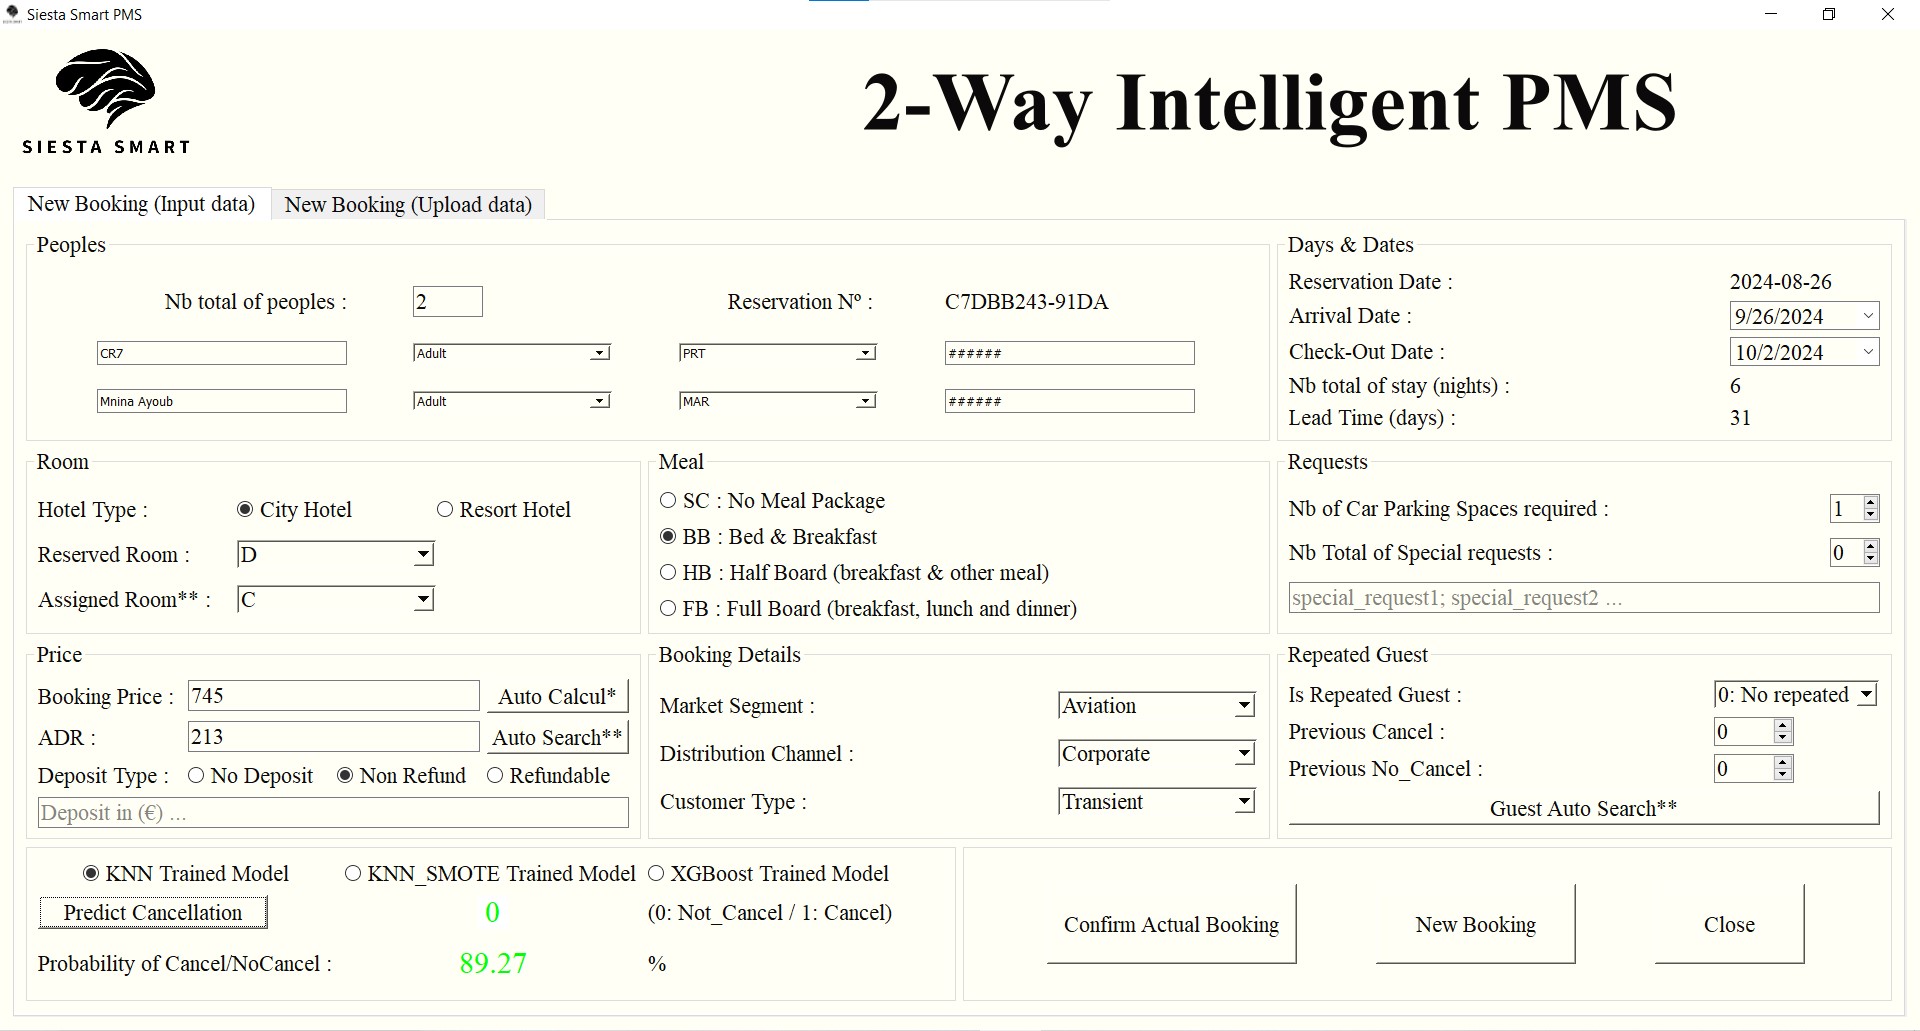 Siesta Smart PMS
SIESTA SMART
2-Way Intelligent PMS
New Booking (Input data)
New Booking (Upload data)
Peoples
Nb total of peoples : 2
Reservation Nº : C7DBB243-91DA
CR7 Adult PRT ######
Mnina Ayoub Adult MAR ######
Days & Dates
Reservation Date : 2024-08-26
Arrival Date : 9/26/2024
Check-Out Date : 10/2/2024
Nb total of stay (nights) : 6
Lead Time (days) : 31
Room
Hotel Type : City Hotel Resort Hotel
Reserved Room : D
Assigned Room** : C
Meal
SC : No Meal Package
BB : Bed & Breakfast
HB : Half Board (breakfast & other meal)
FB : Full Board (breakfast, lunch and dinner)
Requests
Nb of Car Parking Spaces required : 1
Nb Total of Special requests : 0
special_request1; special_request2 ...
Price
Booking Price : 745 Auto Calcul*
ADR : 213 Auto Search**
Deposit Type : No Deposit Non Refund Refundable
Deposit in (€) ...
Booking Details
Market Segment : Aviation
Distribution Channel : Corporate
Customer Type : Transient
Repeated Guest
Is Repeated Guest : 0: No repeated
Previous Cancel : 0
Previous No_Cancel : 0
Guest Auto Search**
KNN Trained Model KNN_SMOTE Trained Model XGBoost Trained Model
Predict Cancellation 0 (0: Not_Cancel / 1: Cancel)
Probability of Cancel/NoCancel : 89.27 %
Confirm Actual Booking
New Booking
Close